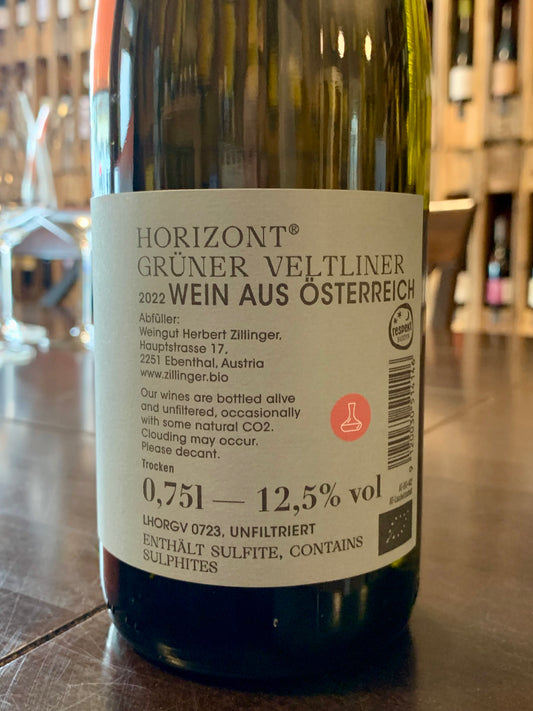 HORIZONT®
GRÜNER VELTLINER
2022 WEIN AUS ÖSTERREICH
Abfüller:
Weingut Herbert Zillinger,
Hauptstrasse 17,
2251 Ebenthal, Austria
www.zillinger.bio
respekt
Our wines are bottled alive
and unfiltered, occasionally
with some natural CO2.
Clouding may occur.
Please decant.
Trocken
0,75l — 12,5% vol
LHORGV 0723, UNFILTRIERT
ENTHÄLT SULFITE, CONTAINS
SULPHITES